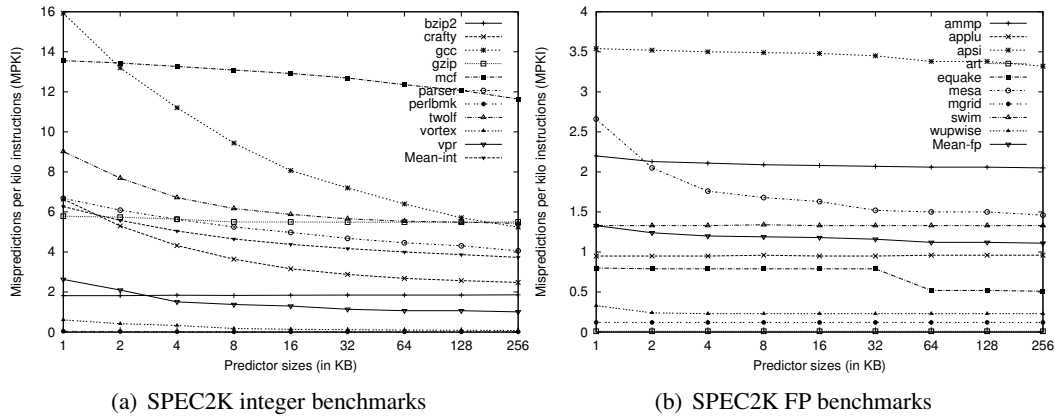 Mispredictions per kilo instructions (MPKI)
16
14
12
10
8
6
4
2
0
1 2 4 8 16 32 64 128 256
Predictor sizes (in KB)
bzip2
crafty
gcc
gzip
mcf
parser
perlbmk
twolf
vortex
vpr
Mean-int
(a) SPEC2K integer benchmarks
Mispredictions per kilo instructions (MPKI)
4
3.5
3
2.5
2
1.5
1
0.5
0
1 2 4 8 16 32 64 128 256
Predictor sizes (in KB)
ammp
applu
apsi
art
equake
mesa
mgrid
swim
wupwise
Mean-fp
(b) SPEC2K FP benchmarks